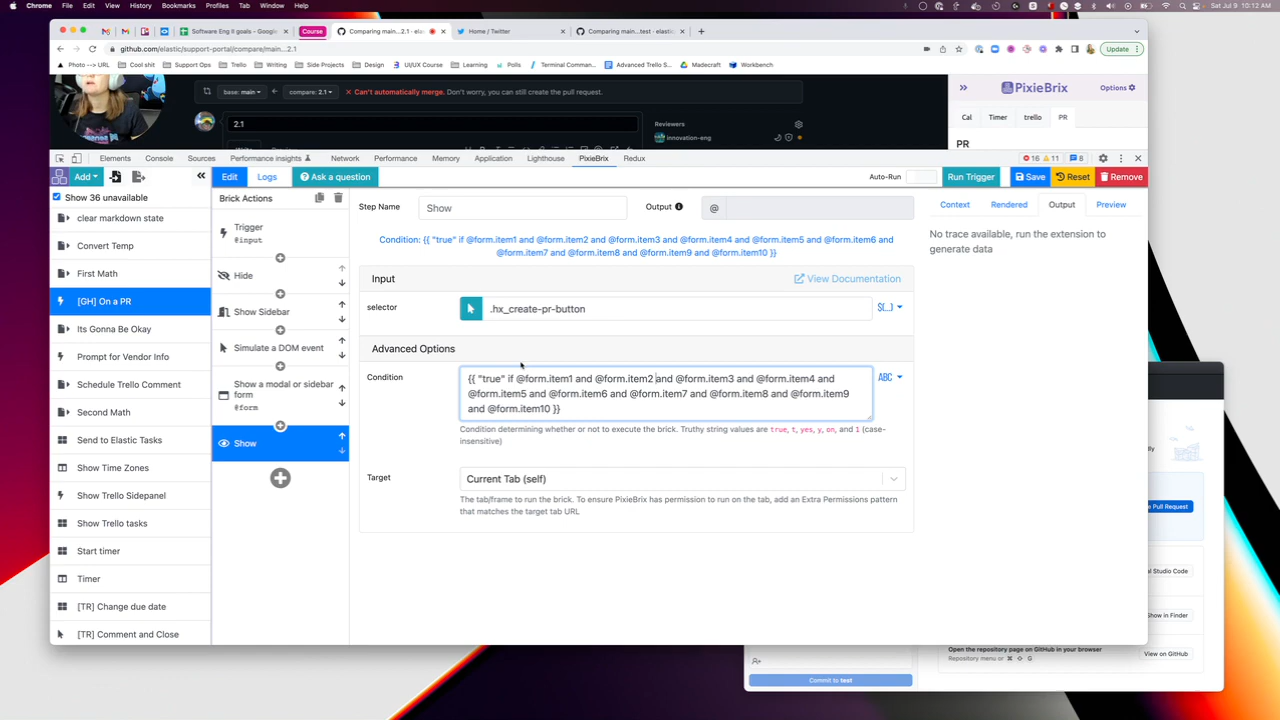 Chrome File Edit View History Bookmarks Profiles Tab Window Help
Sat Jul 9 10:12 AM
Software Eng II goals - Google
Course
Comparing main...2.1 - ela
Home / Twitter
Comparing main...test - elastic
github.com/elastic/support-portal/compare/main...2.1
Update
Photo --> URL Cool shit Support Ops Trello Writing Side Projects Design UI/UX Course Learning Polls Terminal Comman... Advanced Trello S... Madecraft Workbench
base: main compare: 2.1 Can't automatically merge. Don't worry, you can still create the pull request.
PixieBrix
Options
2.1
Reviewers
innovation-eng
Cal Timer trello PR
PR
Elements Console Sources Performance insights Network Performance Memory Application Lighthouse PixieBrix Redux
16 11 8
Add
Edit Logs Ask a question
Auto-Run
Run Trigger Save Reset Remove
Show 36 unavailable
clear markdown state
Convert Temp
First Math
[GH] On a PR
Its Gonna Be Okay
Prompt for Vendor Info
Schedule Trello Comment
Second Math
Send to Elastic Tasks
Show Time Zones
Show Trello Sidepanel
Show Trello tasks
Start timer
Timer
[TR] Change due date
[TR] Comment and Close
Brick Actions
Trigger
@input
Hide
Show Sidebar
Simulate a DOM event
Show a modal or sidebar
form
@form
Show
Step Name Show Output @
Condition: {{ "true" if @form.item1 and @form.item2 and @form.item3 and @form.item4 and @form.item5 and @form.item6 and
@form.item7 and @form.item8 and @form.item9 and @form.item10 }}
Input
View Documentation
selector
.hx_create-pr-button
${...}
Advanced Options
Condition
{{ "true" if @form.item1 and @form.item2 and @form.item3 and @form.item4 and
@form.item5 and @form.item6 and @form.item7 and @form.item8 and @form.item9
and @form.item10 }}
ABC
Condition determining whether or not to execute the brick. Truthy string values are true, t, yes, y, on, and 1 (case-
insensitive)
Target
Current Tab (self)
The tab/frame to run the brick. To ensure PixieBrix has permission to run on the tab, add an Extra Permissions pattern
that matches the target tab URL
Context Rendered Output Preview
No trace available, run the extension to
generate data
Pull Request
al Studio Code
Show in Finder
Open the repository page on GitHub in your browser
Repository menu or
View on GitHub
Commit to test